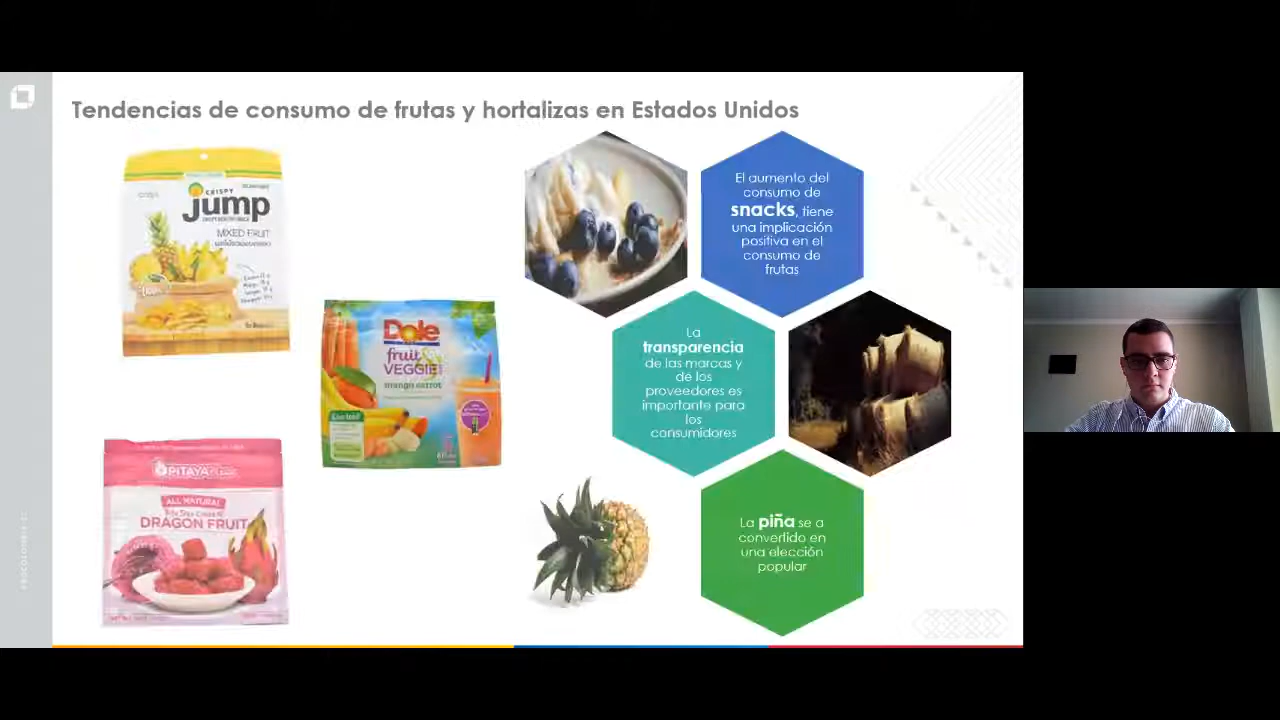 Tendencias de consumo de frutas y hortalizas en Estados Unidos
CRISPY
jump
MIXED FRUIT
Dole
fruit &
VEGGIE
mango carrot
PITAYA
ALL NATURAL
DRAGON FRUIT
El aumento del
consumo de
snacks, tiene
una implicación
positiva en el
consumo de
frutas
La
transparencia
de las marcas y
de los
proveedores es
importante para
los
consumidores
La piña se a
convertido en
una elección
popular